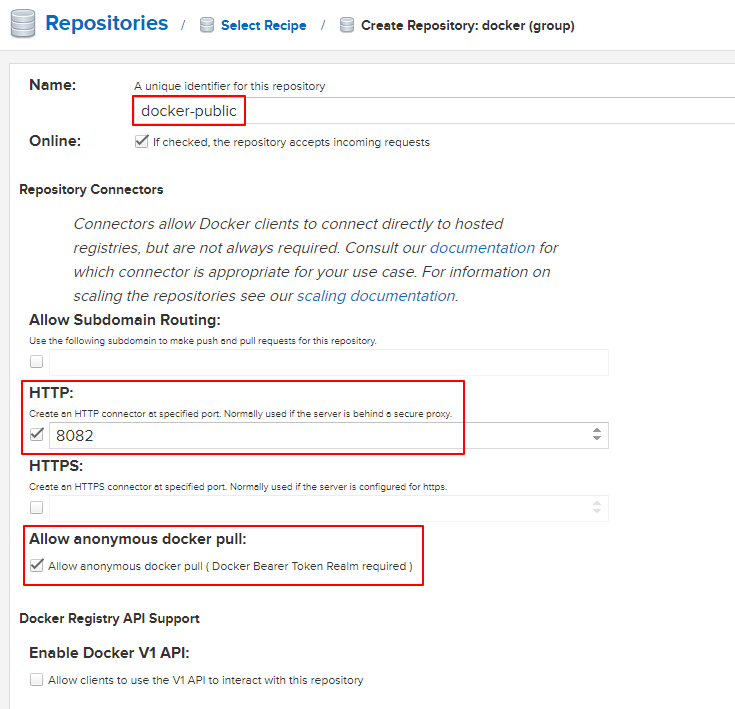 Repositories / Select Recipe / Create Repository: docker (group)
Name: A unique identifier for this repository
docker-public
Online: If checked, the repository accepts incoming requests
Repository Connectors
Connectors allow Docker clients to connect directly to hosted
registries, but are not always required. Consult our documentation for
which connector is appropriate for your use case. For information on
scaling the repositories see our scaling documentation.
Allow Subdomain Routing:
Use the following subdomain to make push and pull requests for this repository.
HTTP:
Create an HTTP connector at specified port. Normally used if the server is behind a secure proxy.
8082
HTTPS:
Create an HTTPS connector at specified port. Normally used if the server is configured for https.
Allow anonymous docker pull:
Allow anonymous docker pull ( Docker Bearer Token Realm required )
Docker Registry API Support
Enable Docker V1 API:
Allow clients to use the V1 API to interact with this repository